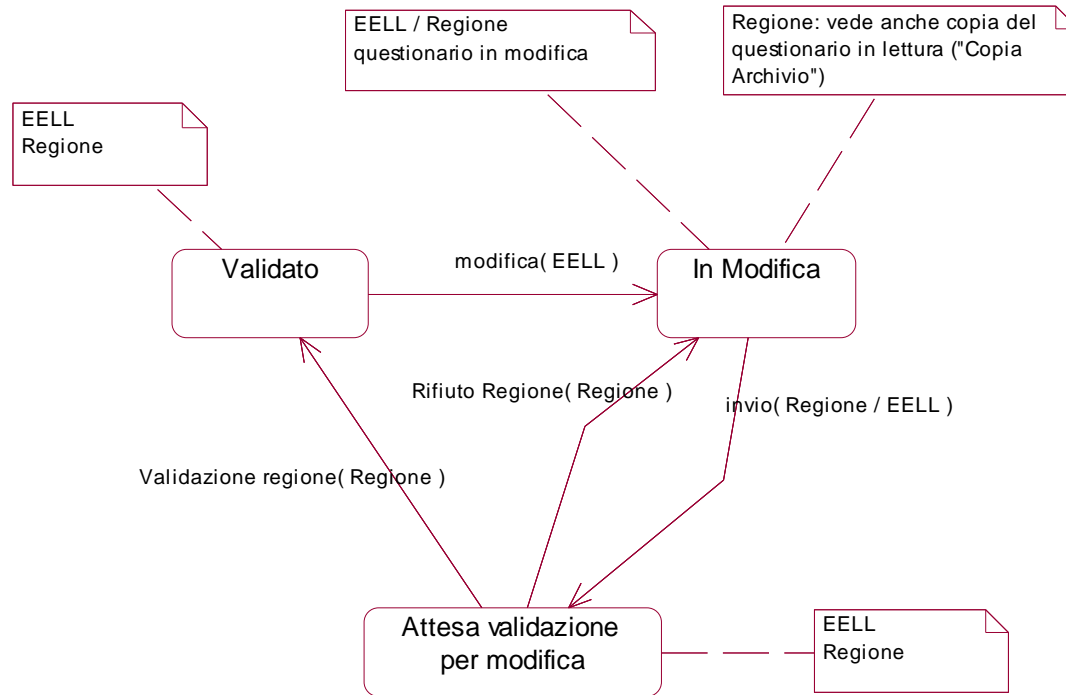 EELL / Regione
questionario in modifica
Regione: vede anche copia del
questionario in lettura ("Copia
Archivio")
EELL
Regione
Validato
modifica( EELL )
In Modifica
Rifiuto Regione( Regione )
invio( Regione / EELL )
Validazione regione( Regione )
Attesa validazione
per modifica
EELL
Regione